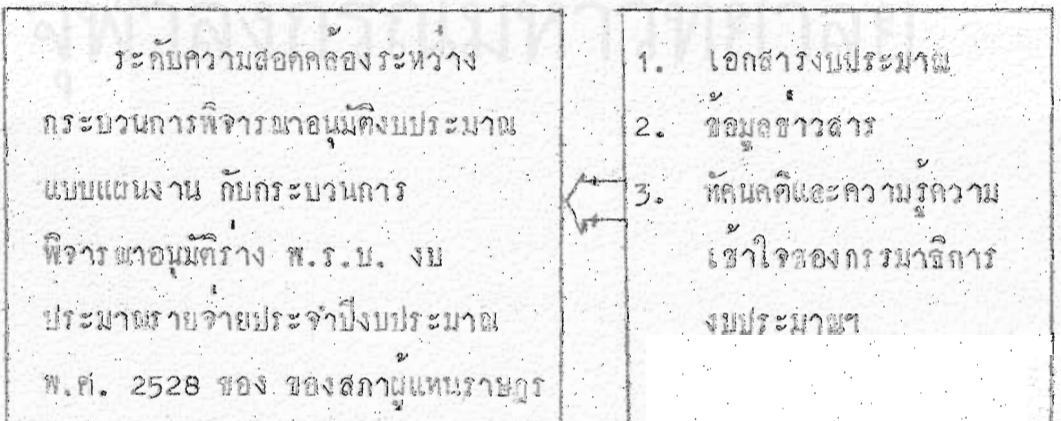 ระดับความสอดคล้องระหว่าง
กระบวนการพิจารณาอนุมัติงบประมาณ
แบบแผนงาน กับกระบวนการ
พิจารณาอนุมัติร่าง พ.ร.บ. งบ
ประมาณรายจ่ายประจำปีงบประมาณ
พ.ศ. 2528 ของ ของสภาผู้แทนราษฎร
1. เอกสารงบประมาณ
2. ข้อมูลข่าวสาร
3. ทัศนคติและความรู้ความ
เข้าใจของกรรมาธิการ
งบประมาณฯ